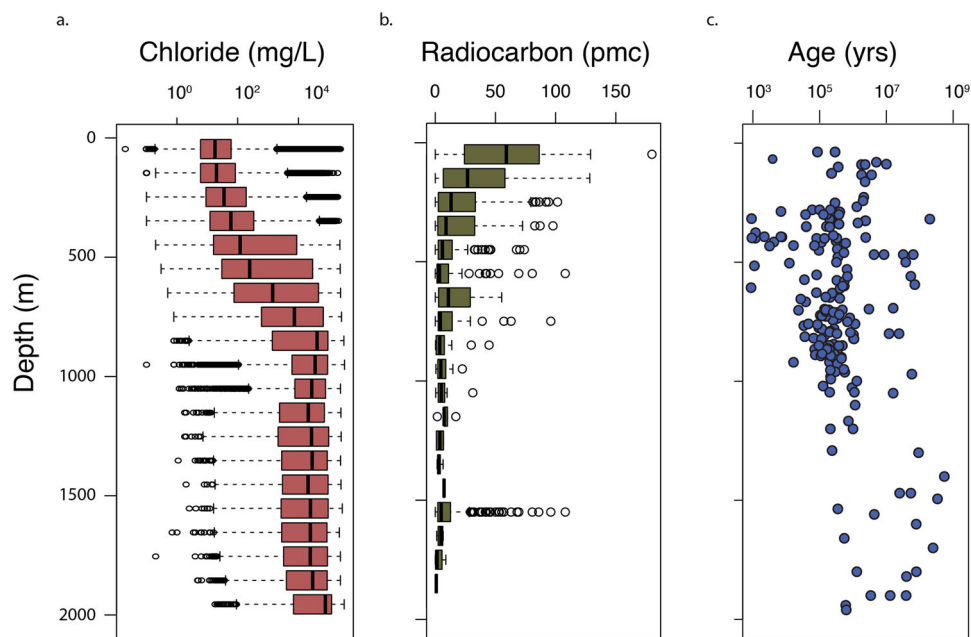 a. b. c.
Chloride (mg/L) Radiocarbon (pmc) Age (yrs)
10⁰ 10² 10⁴ 0 50 100 150 10³ 10⁵ 10⁷ 10⁹
0
500
1000
1500
2000
Depth (m)